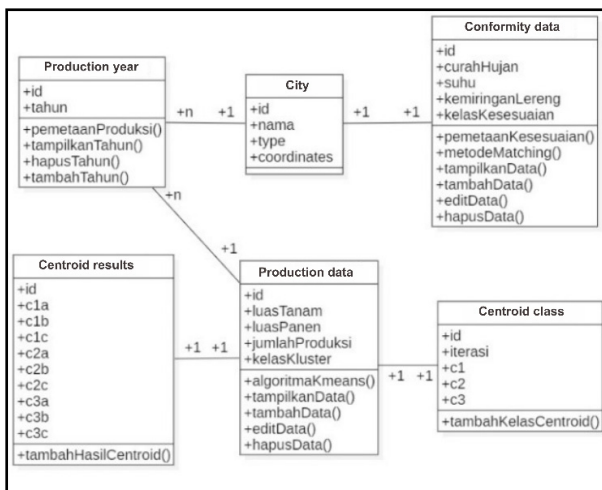 Production year
+id
+tahun
+pemetaanProduksi()
+tampilkanTahun()
+hapusTahun()
+tambahTahun()
+n +1
City
+id
+nama
+type
+coordinates
+1 +1
Conformity data
+id
+curahHujan
+suhu
+kemiringanLereng
+kelasKesesuaian
+pemetaanKesesuaian()
+metodeMatching()
+tampilkanData()
+tambahData()
+editData()
+hapusData()
+n
+1
Centroid results
+id
+c1a
+c1b
+c1c
+c2a
+c2b
+c2c
+c3a
+c3b
+c3c
+tambahHasilCentroid()
+1 +1
Production data
+id
+luasTanam
+luasPanen
+jumlahProduksi
+kelasKluster
+algoritmaKmeans()
+tampilkanData()
+tambahData()
+editData()
+hapusData()
+1 +1
Centroid class
+id
+iterasi
+c1
+c2
+c3
+tambahKelasCentroid()